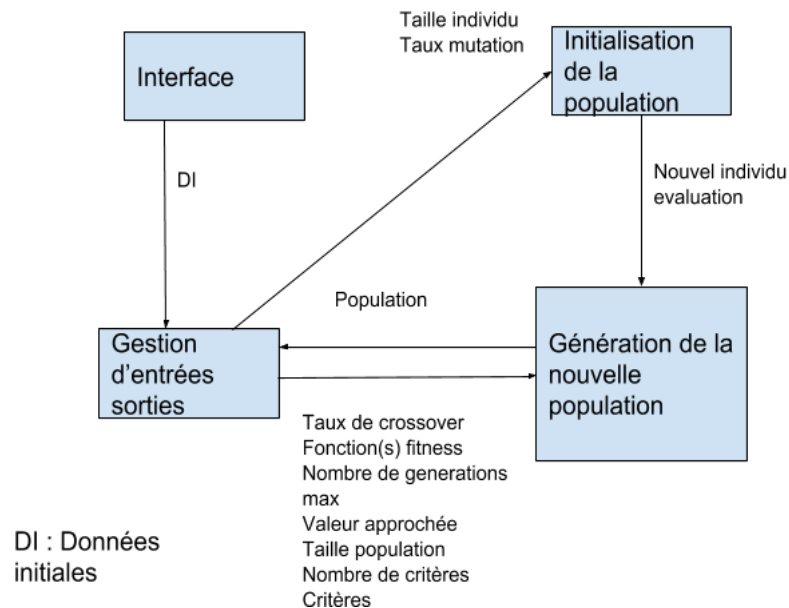 Taille individu
Taux mutation
Initialisation
de la
population
Interface
DI
Nouvel individu
evaluation
Population
Gestion
d'entrées
sorties
Génération de la
nouvelle
population
Taux de crossover
Fonction(s) fitness
Nombre de generations
max
Valeur approchée
Taille population
Nombre de critères
Critères
DI : Données
initiales